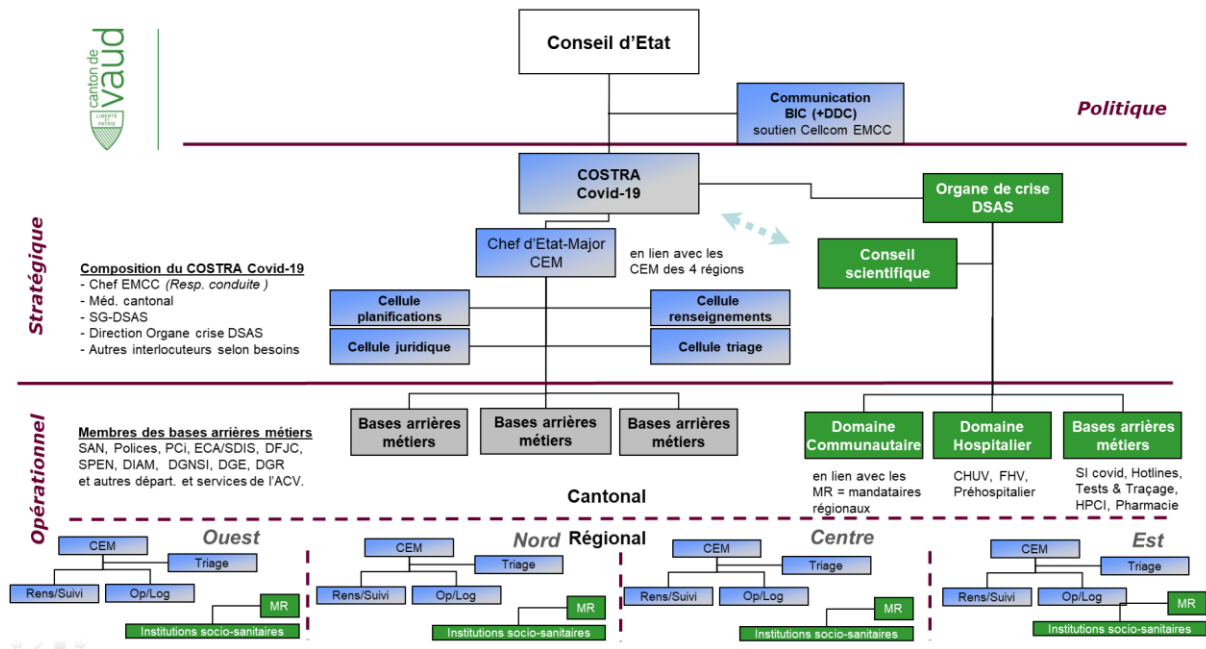 canton de
vaud
LIBERTÉ
ET
PATRIE
Conseil d'Etat
Communication
BIC (+DDC)
soutien Cellcom EMCC
Politique
COSTRA
Covid-19
Organe de crise
DSAS
Stratégique
Chef d'Etat-Major
CEM
en lien avec les
CEM des 4 régions
Conseil
scientifique
Composition du COSTRA Covid-19
- Chef EMCC (Resp. conduite )
- Méd. cantonal
- SG-DSAS
- Direction Organe crise DSAS
- Autres interlocuteurs selon besoins
Cellule
planifications
Cellule
renseignements
Cellule juridique
Cellule triage
Opérationnel
Membres des bases arrières métiers
SAN, Polices, PCi, ECA/SDIS, DFJC,
SPEN, DIAM, DGNSI, DGE, DGR
et autres départ. et services de l'ACV.
Bases arrières
métiers
Bases arrières
métiers
Bases arrières
métiers
Domaine
Communautaire
en lien avec les
MR = mandataires
régionaux
Domaine
Hospitalier
CHUV, FHV,
Préhospitalier
Bases arrières
métiers
SI covid, Hotlines,
Tests & Traçage,
HPCI, Pharmacie
Cantonal
Régional
Ouest
CEM
Triage
Rens/Suivi
Op/Log
MR
Institutions socio-sanitaires
Nord
CEM
Triage
Rens/Suivi
Op/Log
MR
Institutions socio-sanitaires
Centre
CEM
Triage
Rens/Suivi
Op/Log
MR
Institutions socio-sanitaires
Est
CEM
Triage
Rens/Suivi
Op/Log
MR
Institutions socio-sanitaires